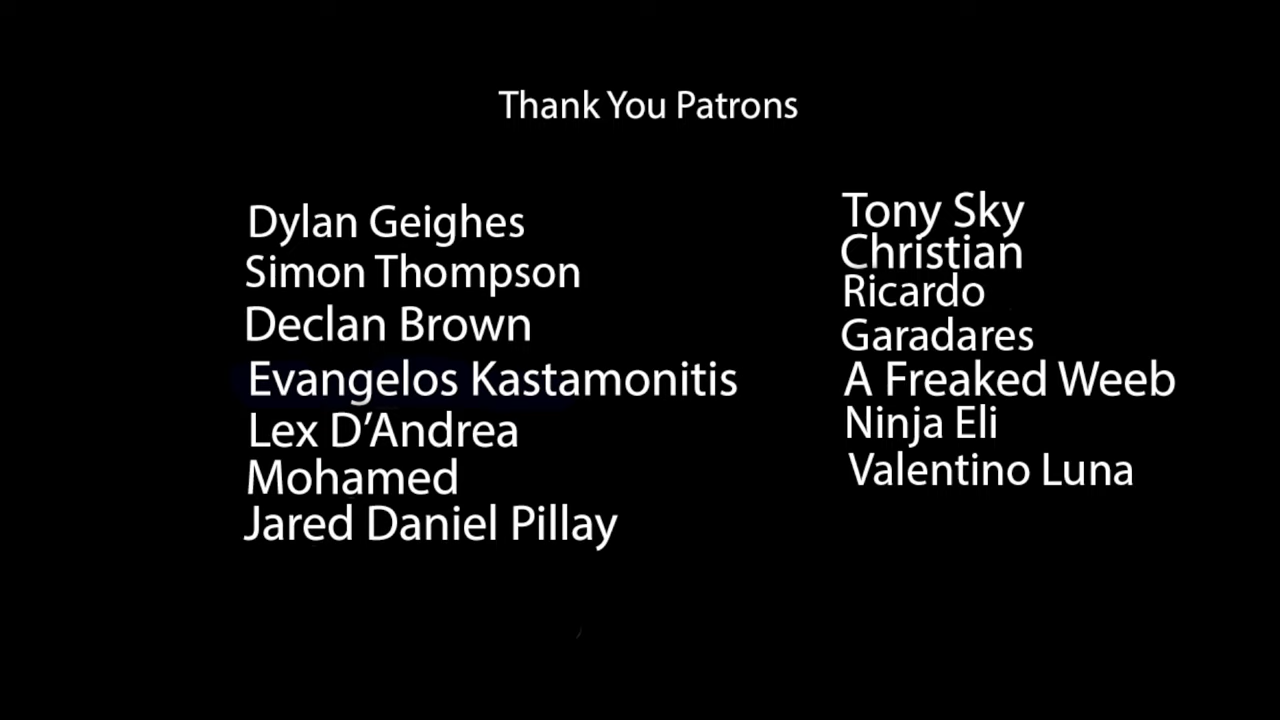 Thank You Patrons
Dylan Geighes
Simon Thompson
Declan Brown
Evangelos Kastamonitis
Lex D’Andrea
Mohamed
Jared Daniel Pillay
Tony Sky
Christian
Ricardo
Garadares
A Freaked Weeb
Ninja Eli
Valentino Luna